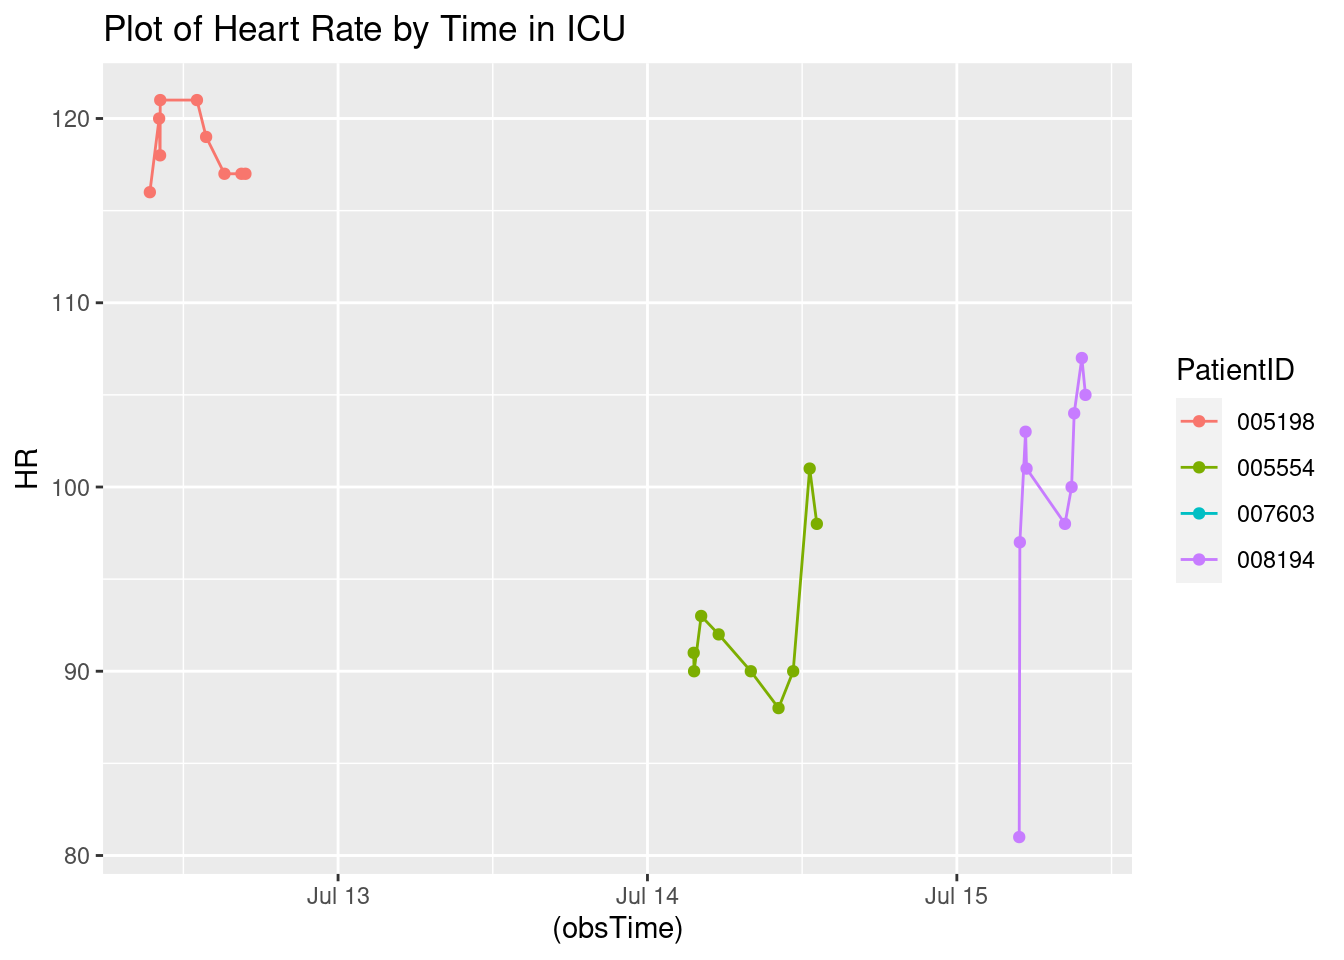 Plot of Heart Rate by Time in ICU
120
110
100
90
80
HR
Jul 13
Jul 14
Jul 15
(obsTime)
PatientID
005198
005554
007603
008194